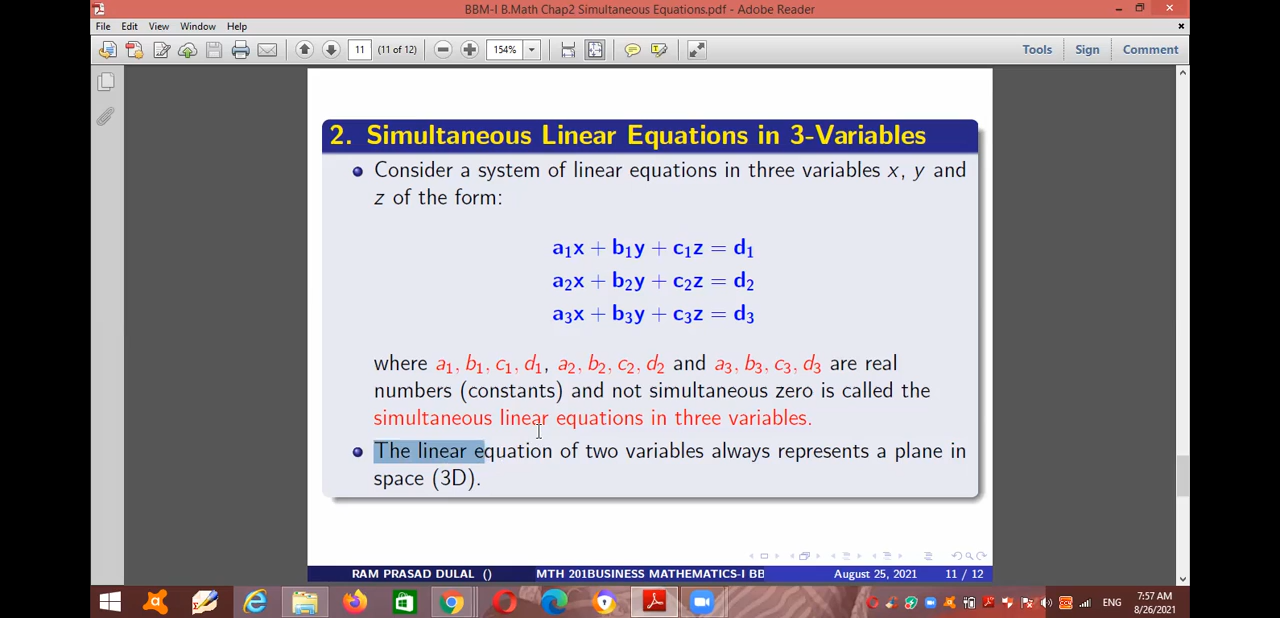 BBM-I B.Math Chap2 Simultaneous Equations.pdf - Adobe Reader
File Edit View Window Help
11 (11 of 12) 154% Tools Sign Comment
2. Simultaneous Linear Equations in 3-Variables
Consider a system of linear equations in three variables x, y and
z of the form:
a₁x + b₁y + c₁z = d₁
a₂x + b₂y + c₂z = d₂
a₃x + b₃y + c₃z = d₃
where a₁, b₁, c₁, d₁, a₂, b₂, c₂, d₂ and a₃, b₃, c₃, d₃ are real
numbers (constants) and not simultaneous zero is called the
simultaneous linear equations in three variables.
The linear equation of two variables always represents a plane in
space (3D).
RAM PRASAD DULAL () MTH 201BUSINESS MATHEMATICS-I BB August 25, 2021 11 / 12
ENG 7:57 AM
8/26/2021